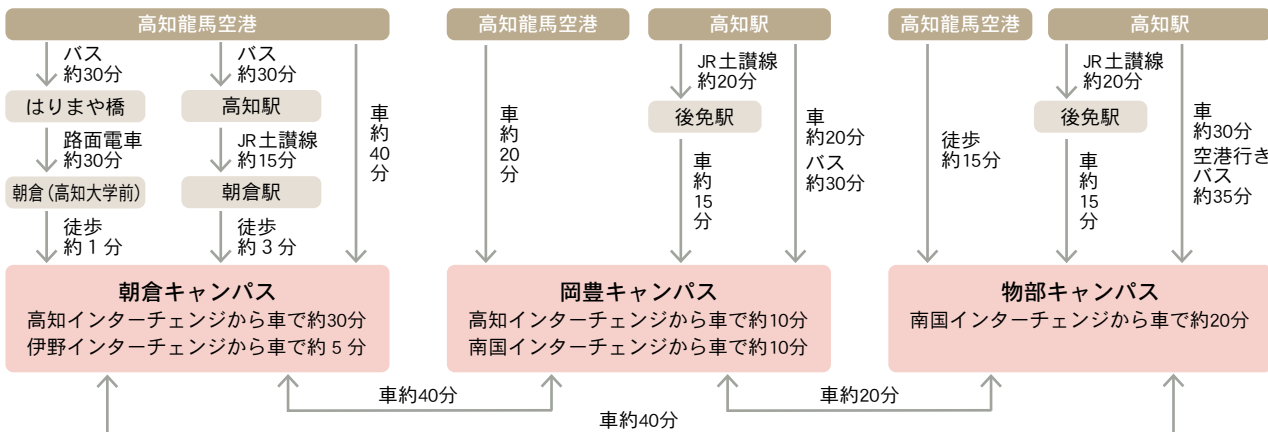 高知龍馬空港
バス
約30分
はりまや橋
路面電車
約30分
朝倉(高知大学前)
徒歩
約1分
バス
約30分
高知駅
JR土讃線
約15分
朝倉駅
徒歩
約3分
車約40分
朝倉キャンパス
高知インターチェンジから車で約30分
伊野インターチェンジから車で約5分
高知龍馬空港
車約20分
高知駅
JR土讃線
約20分
後免駅
車約15分
車
約20分
バス
約30分
岡豊キャンパス
高知インターチェンジから車で約10分
南国インターチェンジから車で約10分
高知龍馬空港
徒歩
約15分
高知駅
JR土讃線
約20分
後免駅
車約15分
車
約30分
空港行き
バス
約35分
物部キャンパス
南国インターチェンジから車で約20分
車約40分
車約20分
車約40分